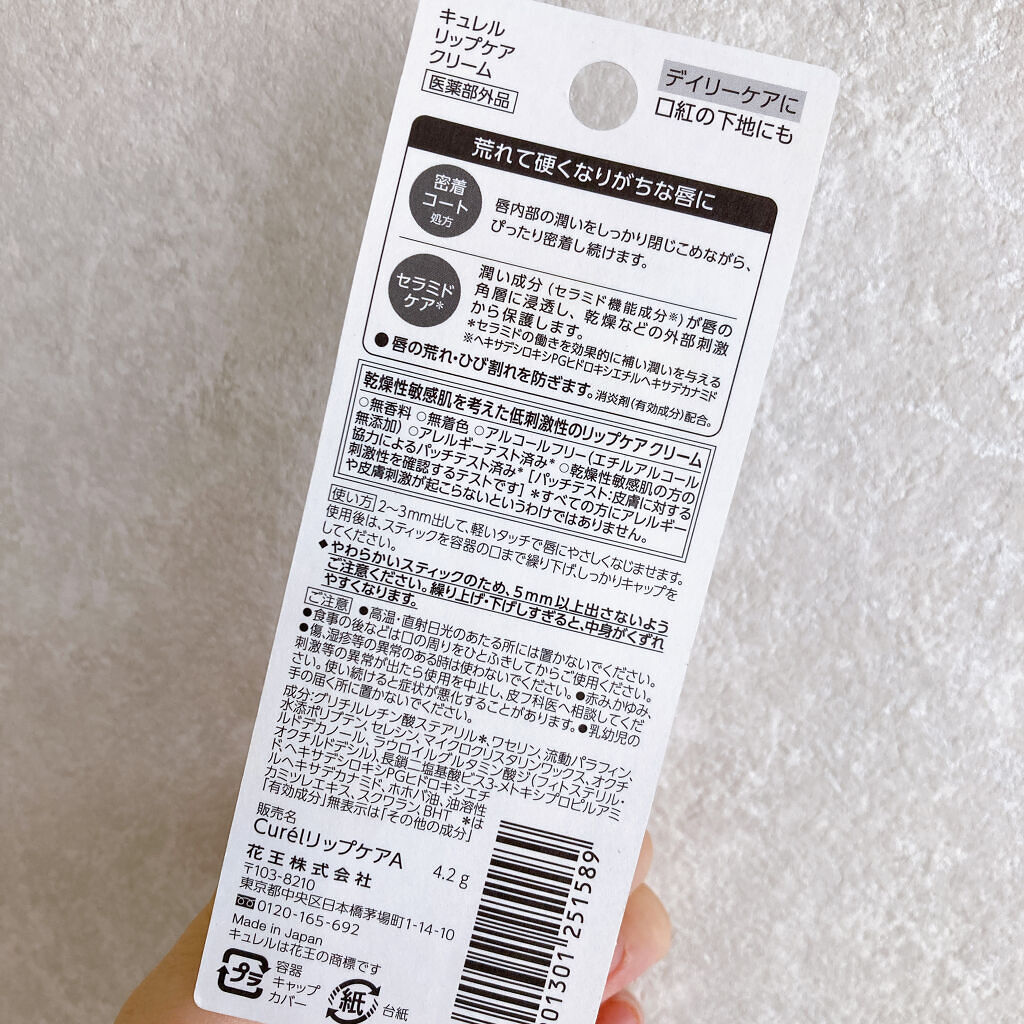 キュレル
リップケア
クリーム
医薬部外品
デイリーケアに
口紅の下地にも
荒れて硬くなりがちな唇に
密着
コート
処方
唇内部の潤いをしっかり閉じこめながら、
ぴったり密着し続けます。
セラミド
ケア*
潤い成分（セラミド機能成分※）が唇の
角層に浸透し、乾燥などの外部刺激
から保護します。
*セラミドの働きを効果的に補い潤いを与える
※ヘキサデシロキシPGヒドロキシエチルヘキサデカナミド
●唇の荒れ・ひび割れを防ぎます。消炎剤（有効成分）配合。
乾燥性敏感肌を考えた低刺激性のリップケア クリーム
○無香料 ○無着色 ○アルコールフリー（エチルアルコール
無添加） ○アレルギーテスト済み* ○乾燥性敏感肌の方の
協力によるパッチテスト済み* [パッチテスト:皮膚に対する
刺激性を確認するテストです] *すべての方にアレルギー
や皮膚刺激が起こらないというわけではありません。
使い方 2～3mm出して、軽いタッチで唇にやさしくなじませます。
使用後は、スティックを容器の口まで繰り下げ、しっかりキャップを
してください。
◆やわらかいスティックのため、5mm以上出さないよう
ご注意ください。繰り上げ・下げしすぎると、中身がくずれ
やすくなります。
ご注意 ●高温・直射日光のあたる所には置かないでください。
●食事の後などは口の周りをひとふきしてからご使用ください。
●傷、湿疹等の異常のある時は使わないでください。●赤み、かゆみ、
刺激等の異常が出たら使用を中止し、皮フ科医へ相談してくだ
さい。使い続けると症状が悪化することがあります。●乳幼児の
手の届く所に置かないでください。
成分:グリチルレチン酸ステアリル*、ワセリン、流動パラフィン、
水添ポリブテン、セレシン、マイクロクリスタリンワックス、オクチ
ルドデカノール、ラウロイルグルタミン酸ジ(フィトステリル・
オクチルドデシル)、長鎖二塩基酸ビス3-メトキシプロピルアミ
ド、ヘキサデシロキシPGヒドロキシエチ
ルヘキサデカナミド、ホホバ油、油溶性
カミツレエキス、スクワラン、BHT *は
「有効成分」無表示は「その他の成分」
販売名
CurélリップケアA 4.2g
花王株式会社
〒103-8210
東京都中央区日本橋茅場町1-14-10
0120-165-692
Made in Japan
キュレルは花王の商標です
プラ
容器
キャップ
カバー
紙
台紙
901301 251589